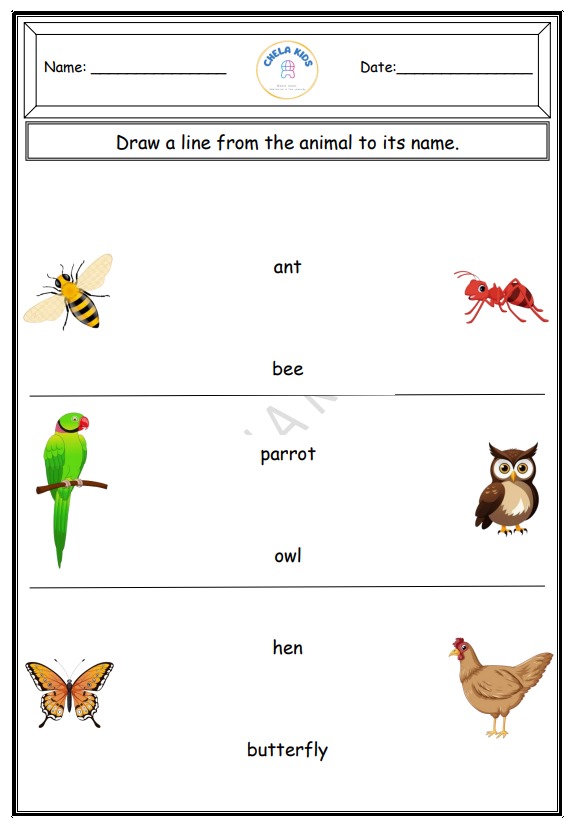 Name: _______________ Date:_______________
CHELA KIDS
Draw a line from the animal to its name.
ant
bee
parrot
owl
hen
butterfly